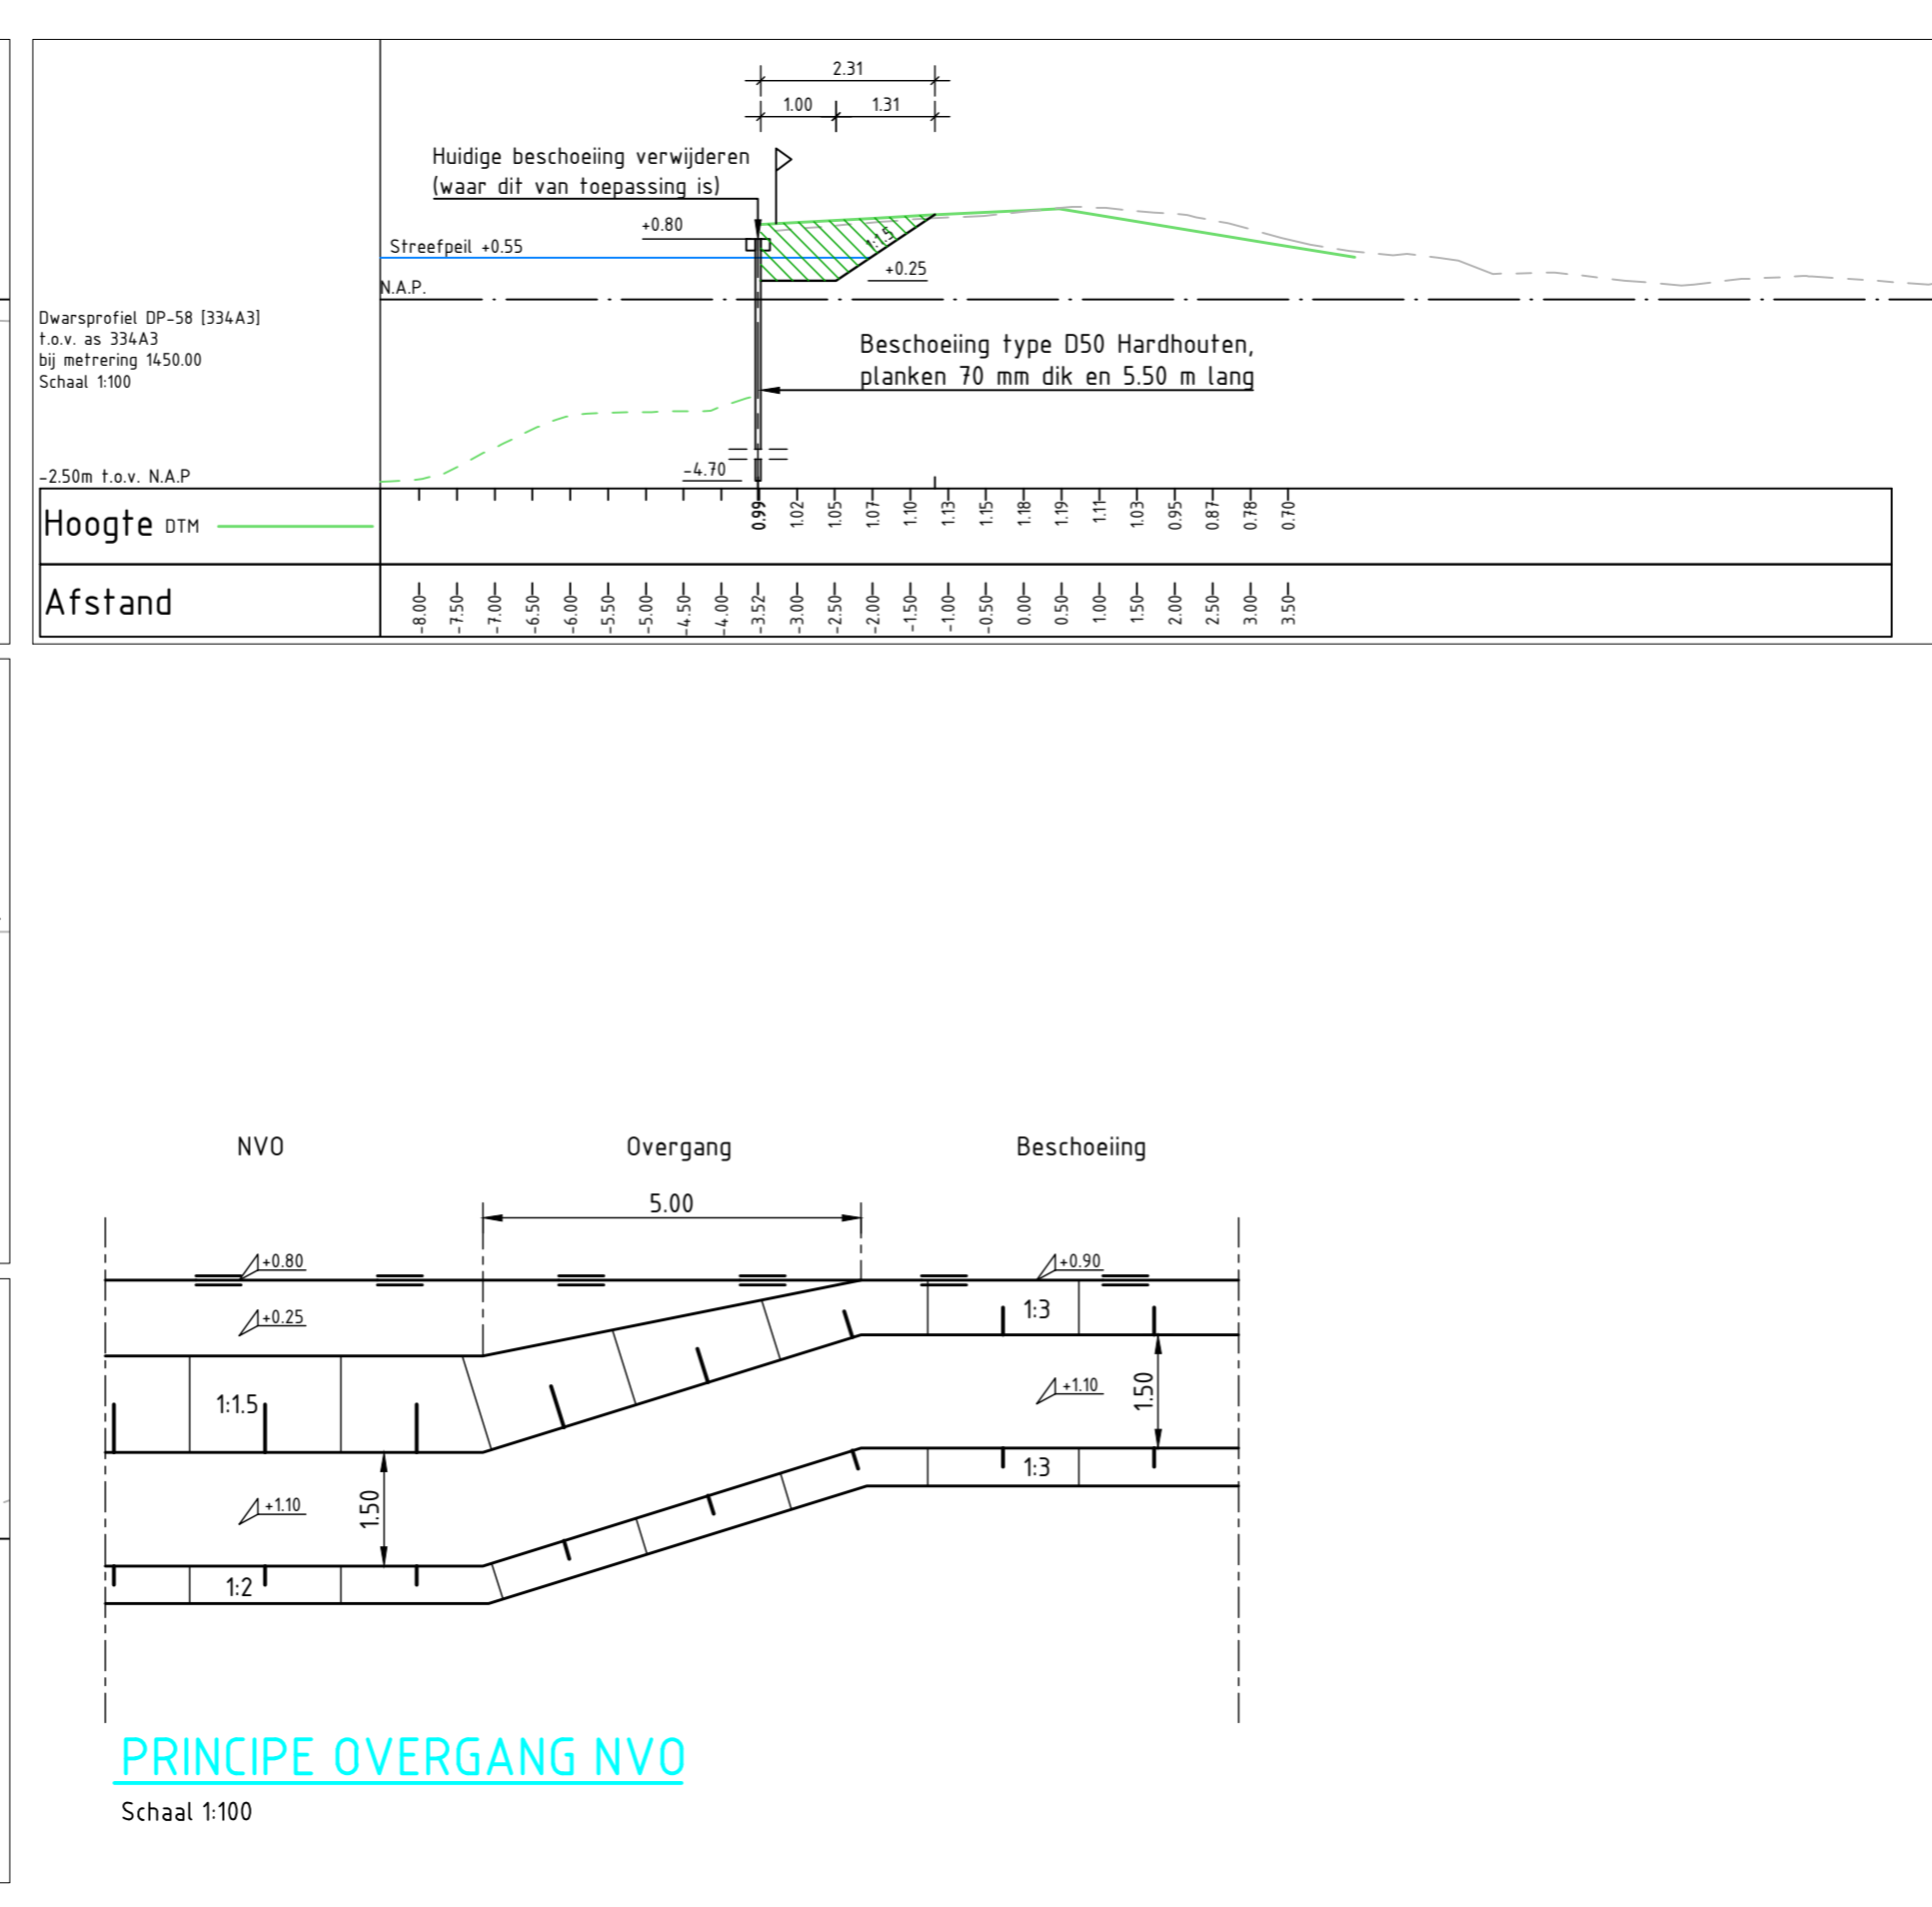 2.31
1.00 1.31
Huidige beschoeiing verwijderen
(waar dit van toepassing is)
+0.80
Streefpeil +0.55
1:1.5
+0.25
N.A.P.
Dwarsprofiel DP-58 [334A3]
t.o.v. as 334A3
bij metrering 1450.00
Schaal 1:100
Beschoeiing type D50 Hardhouten,
planken 70 mm dik en 5.50 m lang
-4.70
-2.50m t.o.v. N.A.P
Hoogte DTM
0.99 1.02 1.05 1.07 1.10 1.13 1.15 1.18 1.19 1.11 1.03 0.95 0.87 0.78 0.70
Afstand
-8.00 -7.50 -7.00 -6.50 -6.00 -5.50 -5.00 -4.50 -4.00 -3.52 -3.00 -2.50 -2.00 -1.50 -1.00 -0.50 0.00 0.50 1.00 1.50 2.00 2.50 3.00 3.50
NVO Overgang Beschoeiing
5.00
+0.80 +0.90
+0.25 1:3
1:1.5 +1.10 1.50
1:3
+1.10 1.50
1:2
PRINCIPE OVERGANG NVO
Schaal 1:100